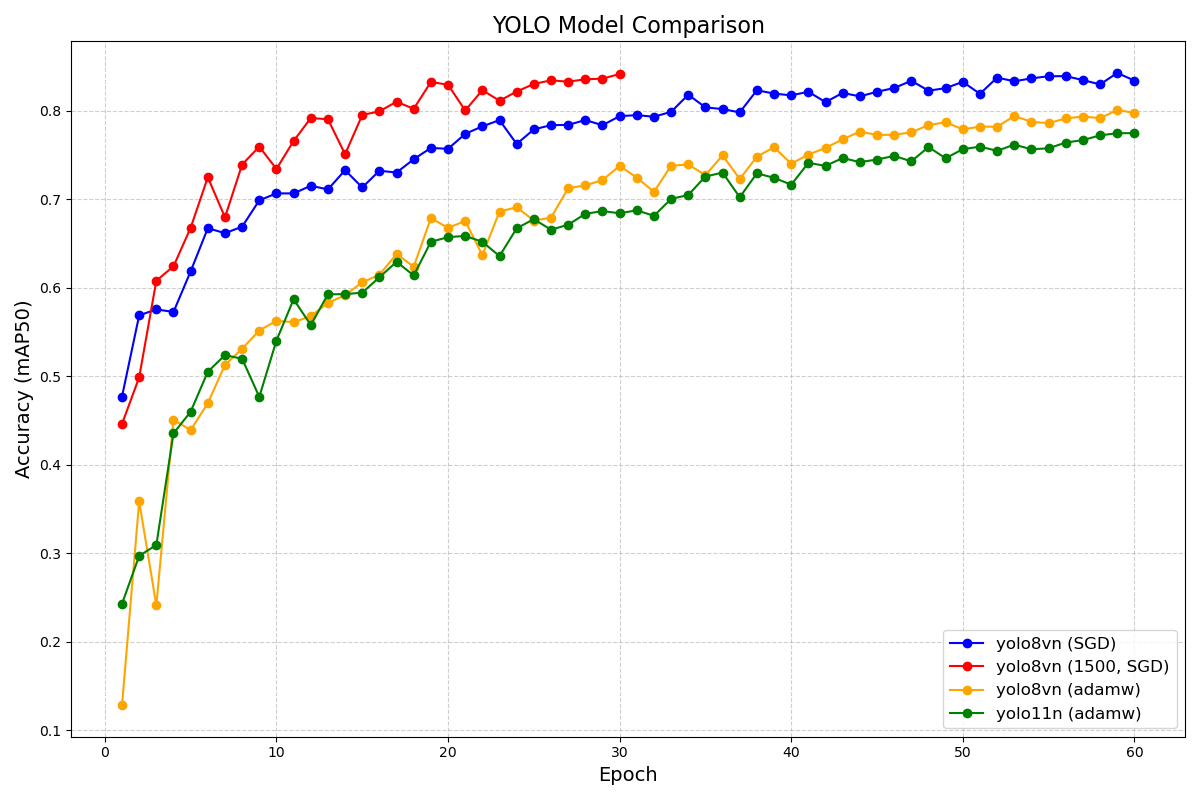 YOLO Model Comparison
Accuracy (mAP50)
0.8
0.7
0.6
0.5
0.4
0.3
0.2
0.1
0 10 20 30 40 50 60
Epoch
yolo8vn (SGD)
yolo8vn (1500, SGD)
yolo8vn (adamw)
yolo11n (adamw)